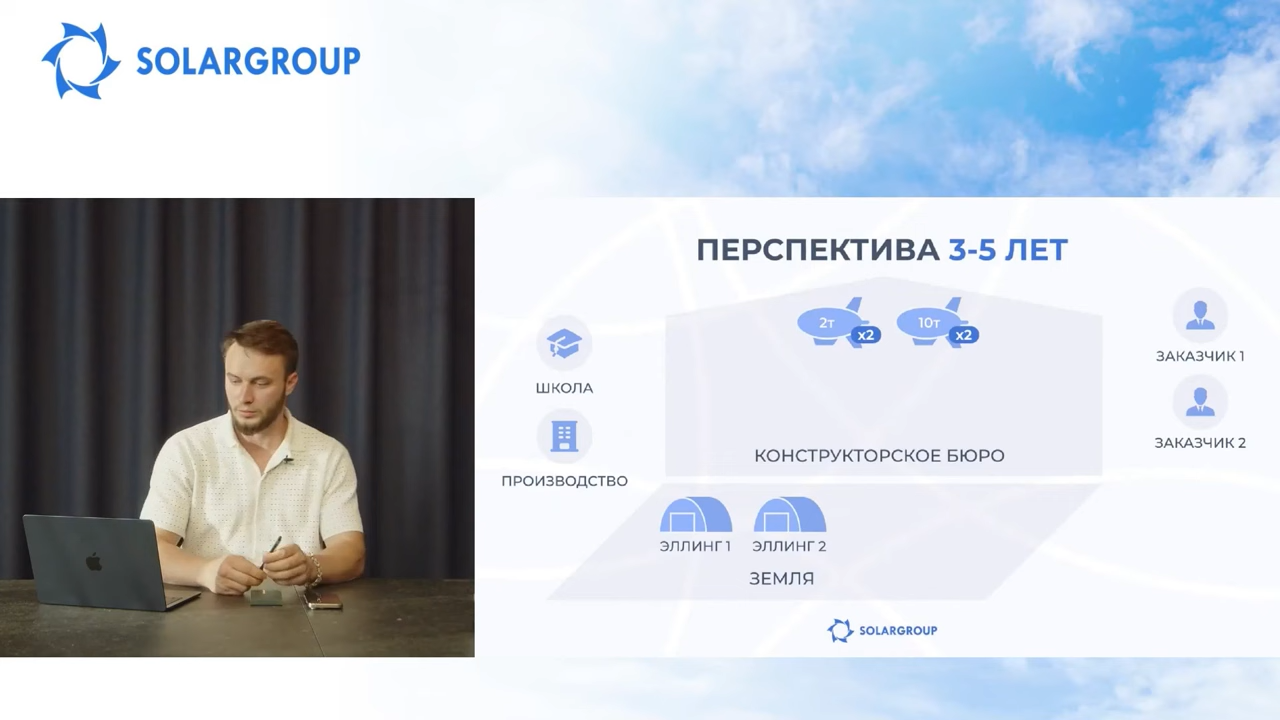 SOLARGROUP
ПЕРСПЕКТИВА 3-5 ЛЕТ
2т
x2
10т
x2
ШКОЛА
ПРОИЗВОДСТВО
ЗАКАЗЧИК 1
ЗАКАЗЧИК 2
КОНСТРУКТОРСКОЕ БЮРО
ЭЛЛИНГ 1
ЭЛЛИНГ 2
ЗЕМЛЯ
SOLARGROUP